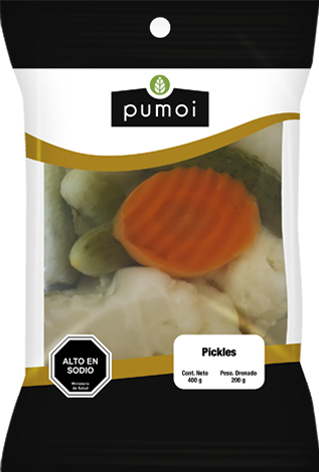 pumoi
ALTO EN
SODIO
Ministerio
de Salud
Pickles
Cont. Neto Peso. Drenado
400 g 200 g